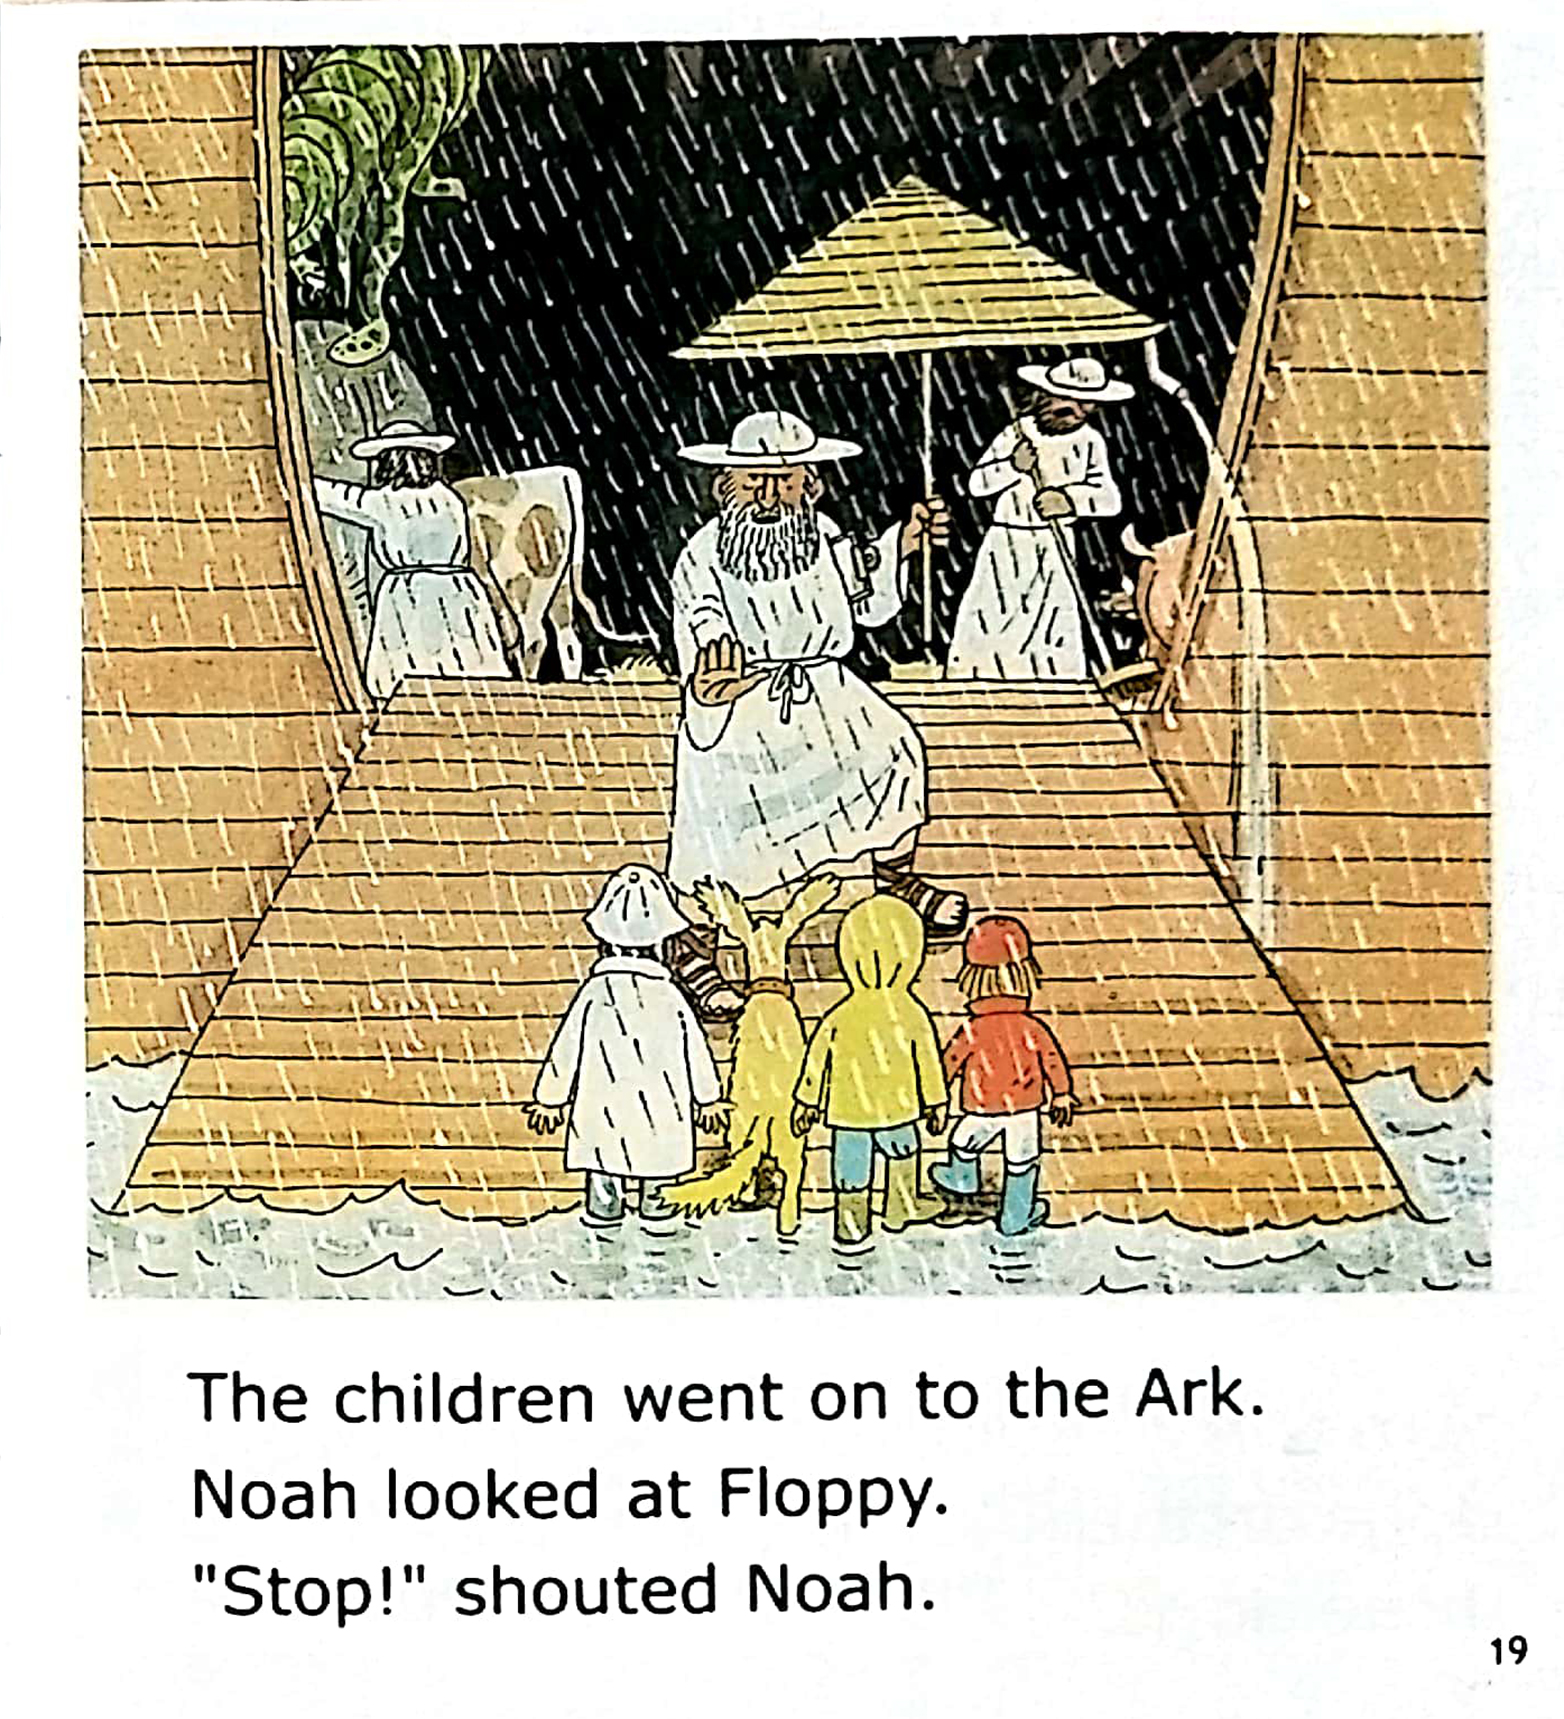 The children went on to the Ark.
Noah looked at Floppy.
"Stop!" shouted Noah.
19